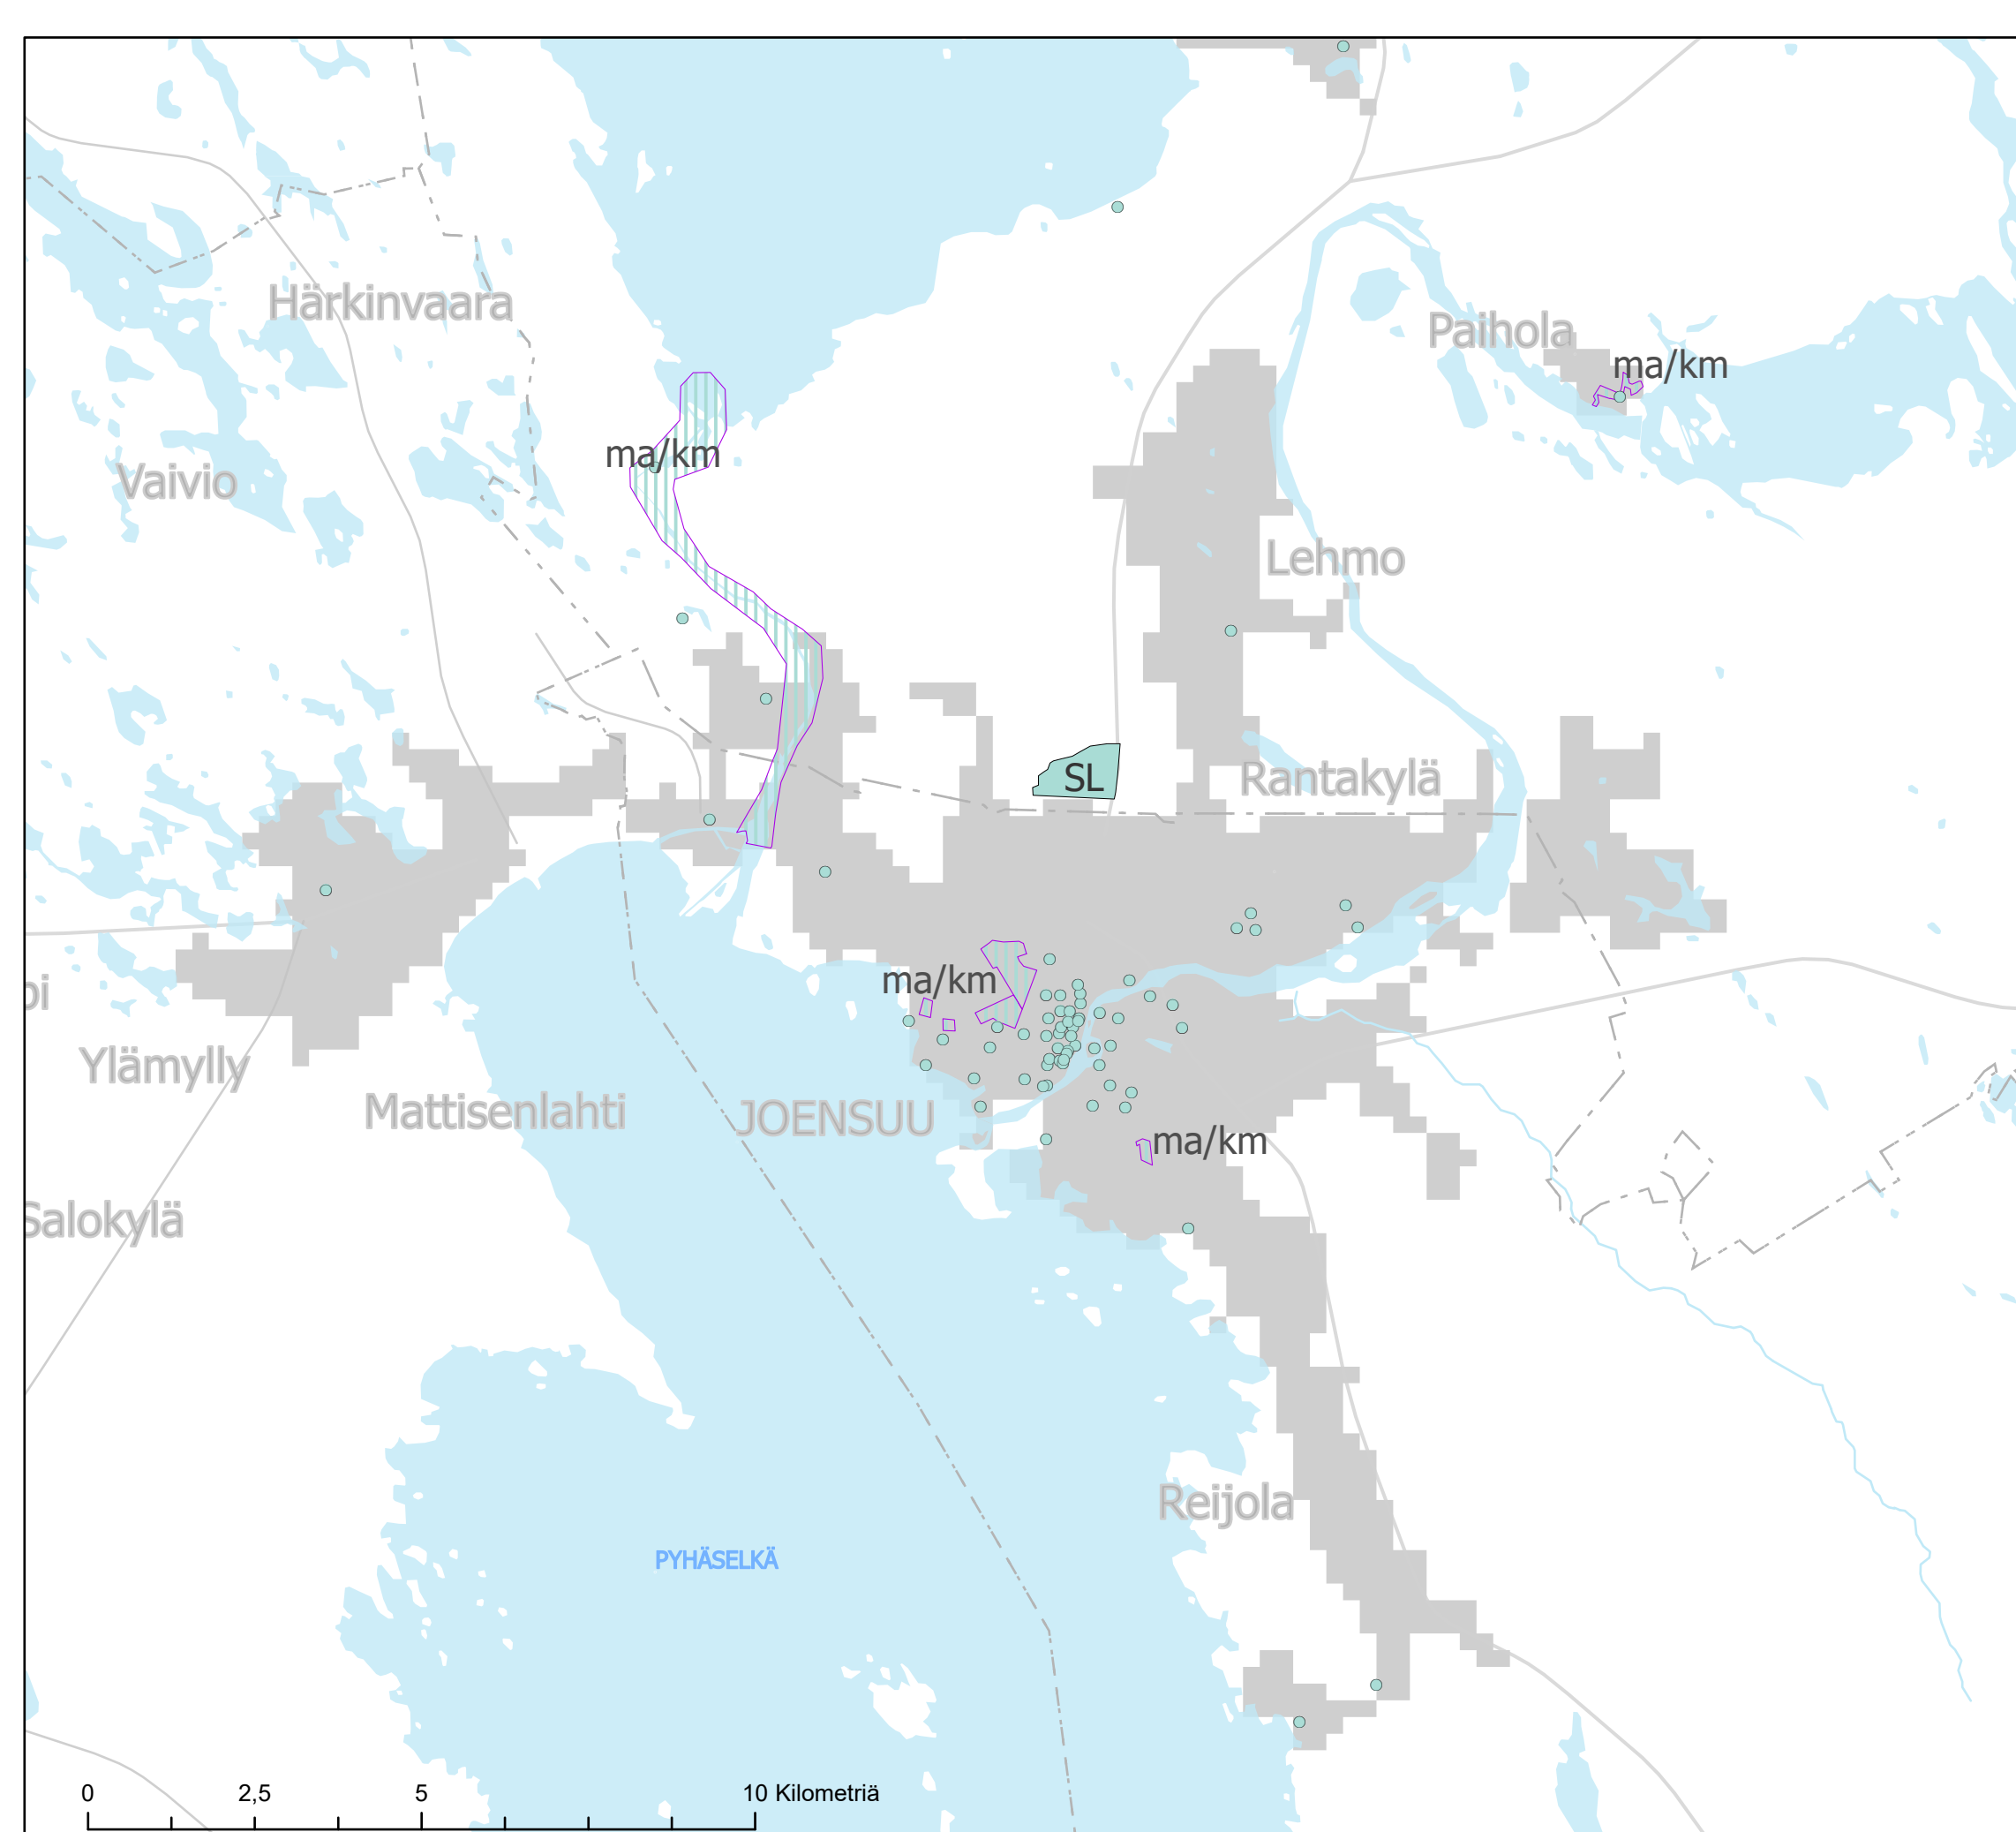 Härkinvaara
Paihola
ma/km
ma/km
Vaivio
Lehmo
SL
Rantakylä
ma/km
Ylämylly
Mattisenlahti
JOENSUU
ma/km
Salokylä
Reijola
PYHÄSELKÄ
0 2,5 5 10 Kilometriä